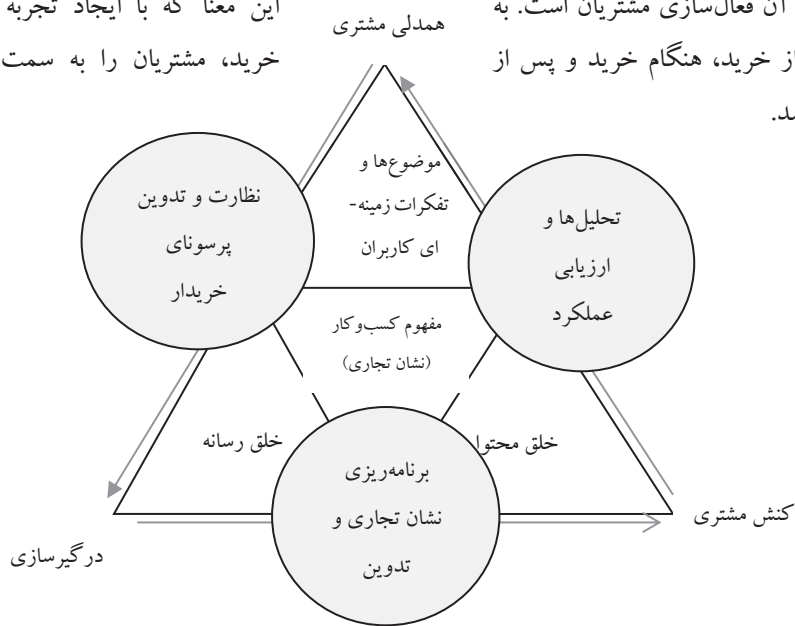 آن فعال‌سازی مشتریان است. به
از خرید، هنگام خرید و پس از
این معنا که با ایجاد تجربه
خرید، مشتریان را به سمت
همدلی مشتری
موضوع‌ها و
تفکرات زمینه-
ای کاربران
نظارت و تدوین
پرسونای
خریدار
تحلیل‌ها و
ارزیابی
عملکرد
مفهوم کسب‌وکار
(نشان تجاری)
خلق رسانه
خلق محتوا
برنامه‌ریزی
نشان تجاری و
تدوین
کنش مشتری
درگیرسازی